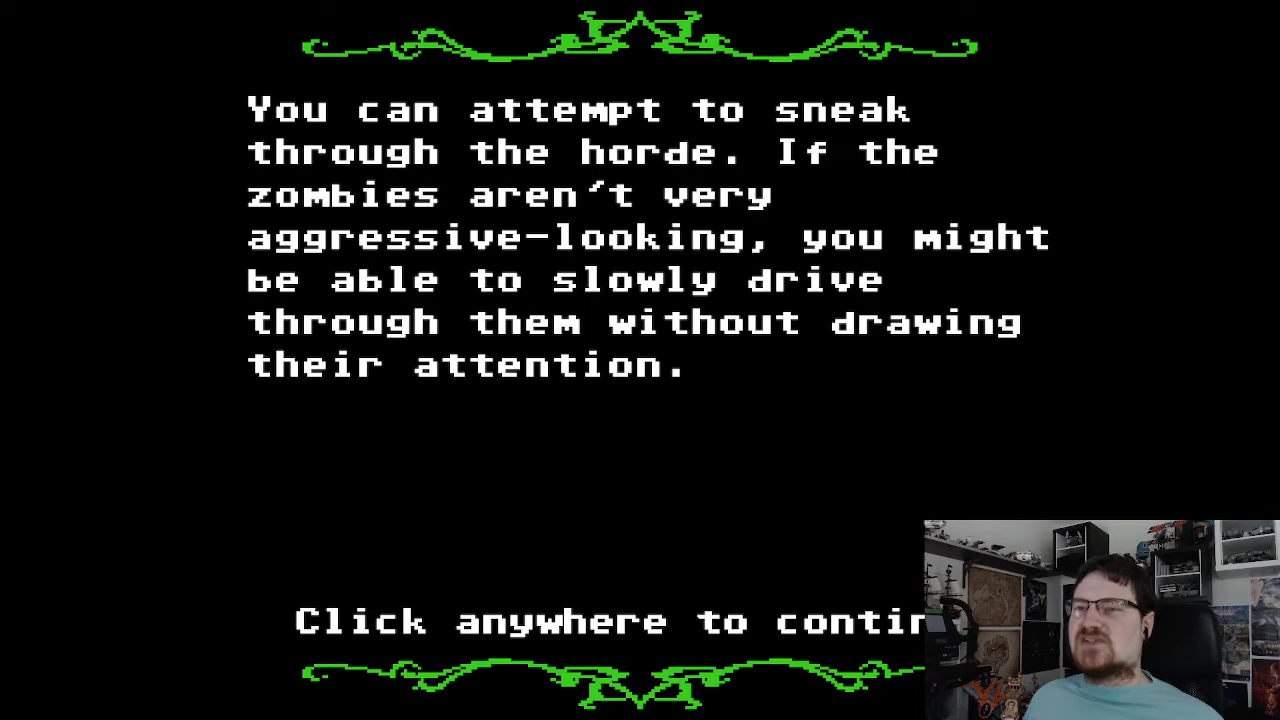 You can attempt to sneak
through the horde. If the
zombies aren't very
aggressive-looking, you might
be able to slowly drive
through them without drawing
their attention.
Click anywhere to contin